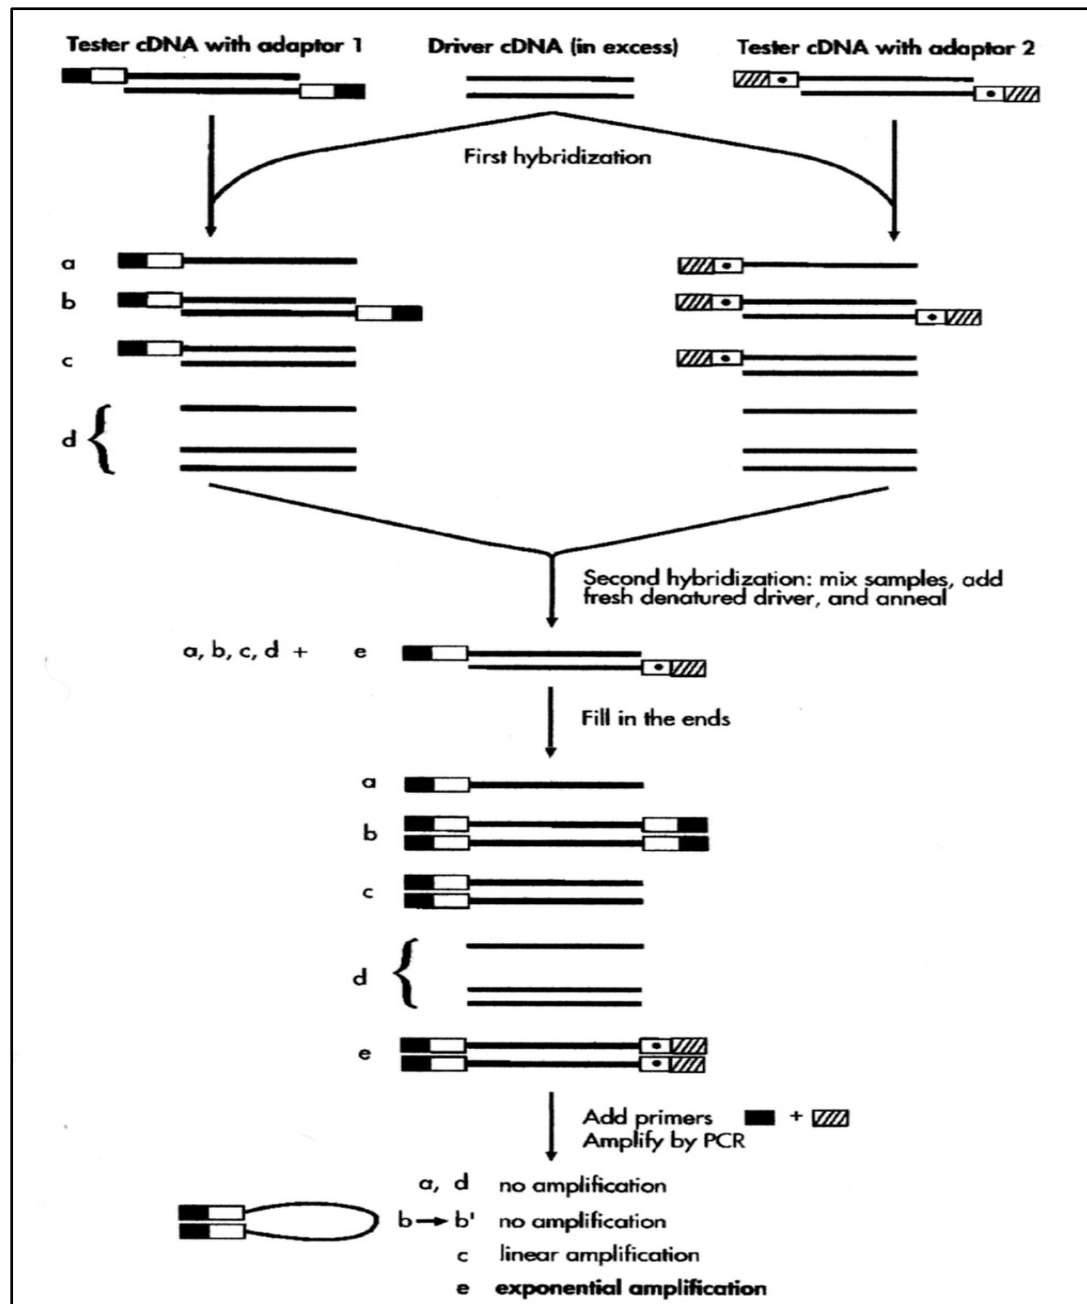 Tester cDNA with adaptor 1
Driver cDNA (in excess)
Tester cDNA with adaptor 2
First hybridization
a
b
c
d
Second hybridization: mix samples, add
fresh denatured driver, and anneal
a, b, c, d + e
Fill in the ends
a
b
c
d
e
Add primers +
Amplify by PCR
a, d no amplification
b → b' no amplification
c linear amplification
e exponential amplification